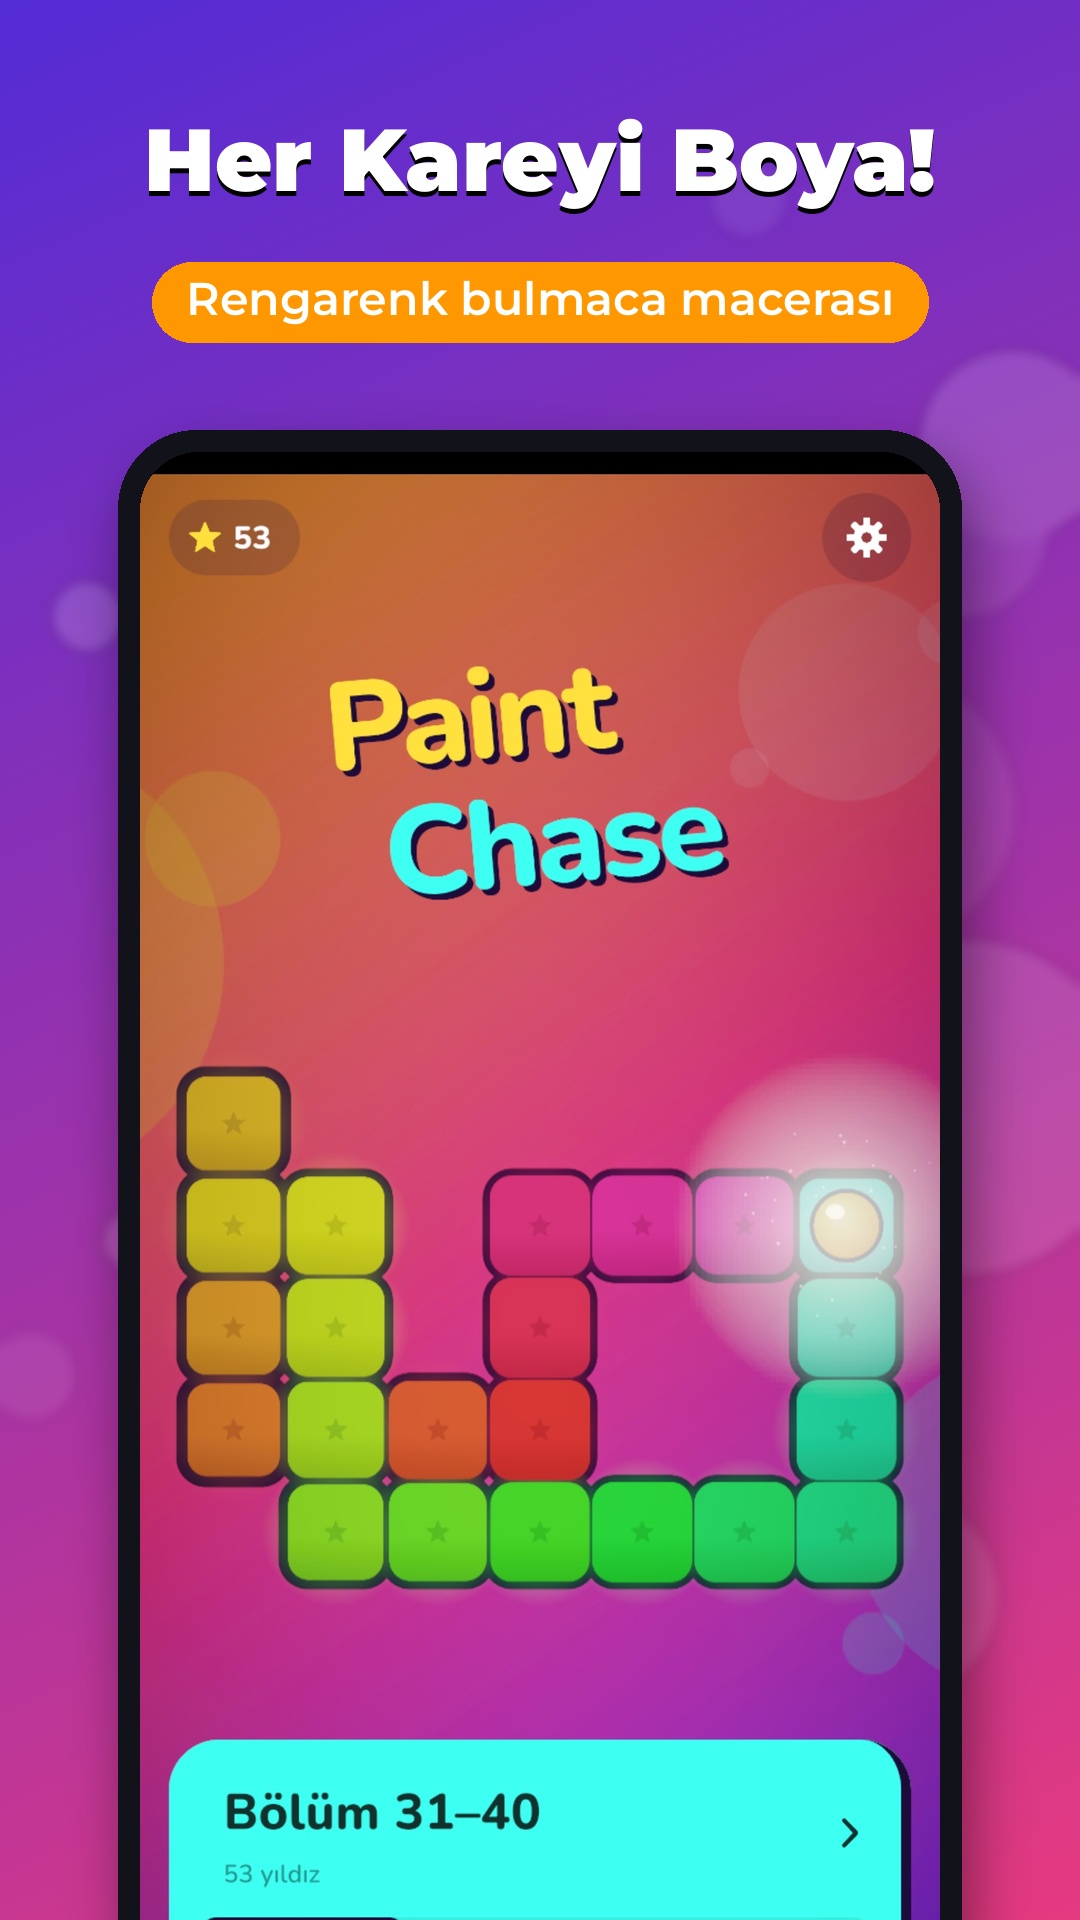 Her Kareyi Boya!
Rengarenk bulmaca macerası
53
Paint
Chase
Bölüm 31–40
53 yıldız